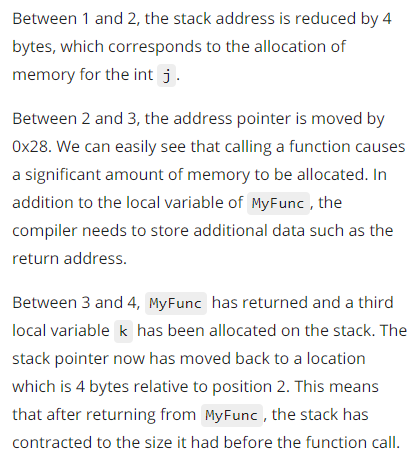 Between 1 and 2, the stack address is reduced by 4
bytes, which corresponds to the allocation of
memory for the int j .
Between 2 and 3, the address pointer is moved by
0x28. We can easily see that calling a function causes
a significant amount of memory to be allocated. In
addition to the local variable of MyFunc , the
compiler needs to store additional data such as the
return address.
Between 3 and 4, MyFunc has returned and a third
local variable k has been allocated on the stack. The
stack pointer now has moved back to a location
which is 4 bytes relative to position 2. This means
that after returning from MyFunc , the stack has
contracted to the size it had before the function call.